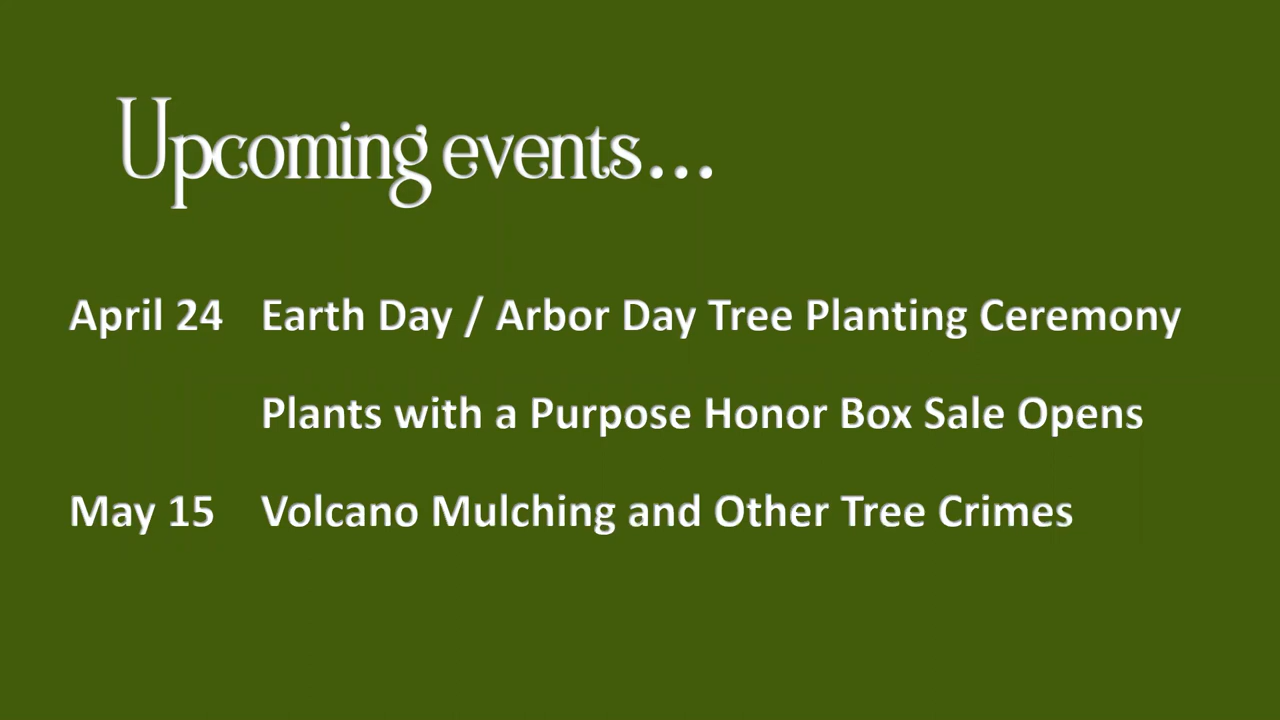 Upcoming events...
April 24 Earth Day / Arbor Day Tree Planting Ceremony
Plants with a Purpose Honor Box Sale Opens
May 15 Volcano Mulching and Other Tree Crimes